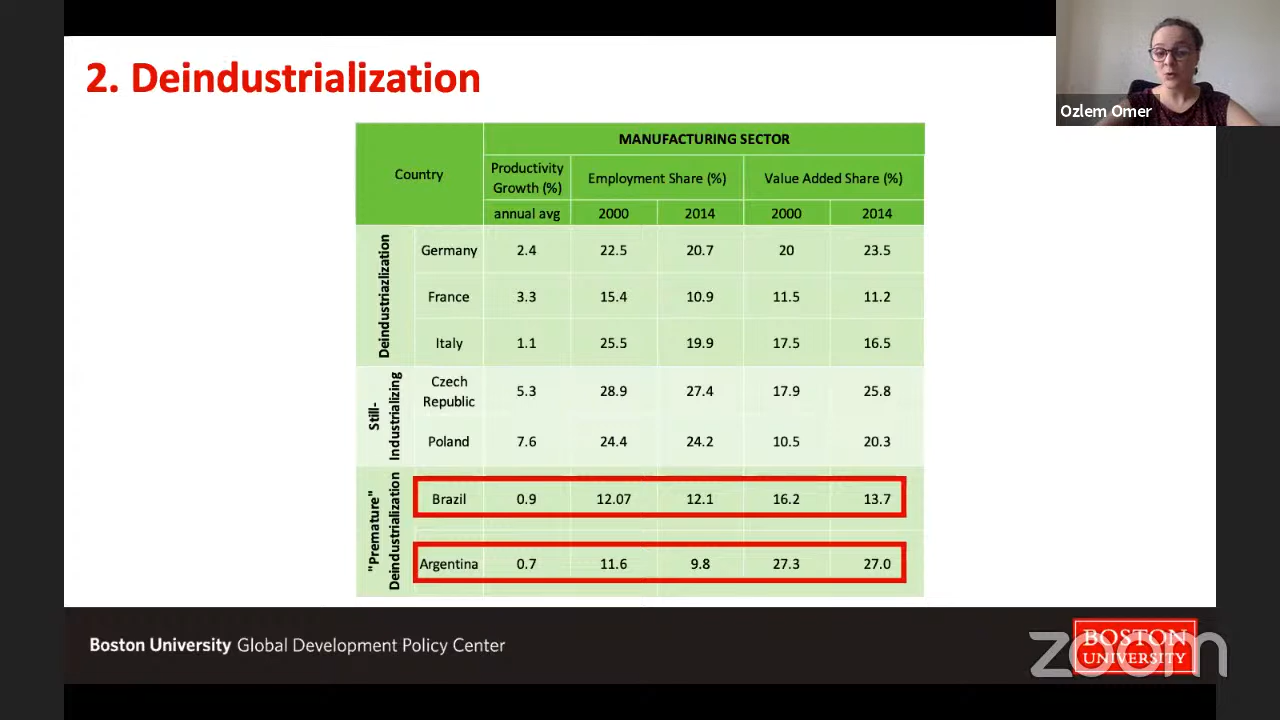 2. Deindustrialization
Ozlem Omer
Country
MANUFACTURING SECTOR
Productivity
Growth (%)
Employment Share (%)
Value Added Share (%)
annual avg
2000
2014
2000
2014
Deindustriazlization
Germany 2.4 22.5 20.7 20 23.5
France 3.3 15.4 10.9 11.5 11.2
Italy 1.1 25.5 19.9 17.5 16.5
Still-
Industrializing
Czech
Republic
5.3 28.9 27.4 17.9 25.8
Poland 7.6 24.4 24.2 10.5 20.3
"Premature"
Deindustrialization
Brazil 0.9 12.07 12.1 16.2 13.7
Argentina 0.7 11.6 9.8 27.3 27.0
Boston University Global Development Policy Center
BOSTON
UNIVERSITY
zoom